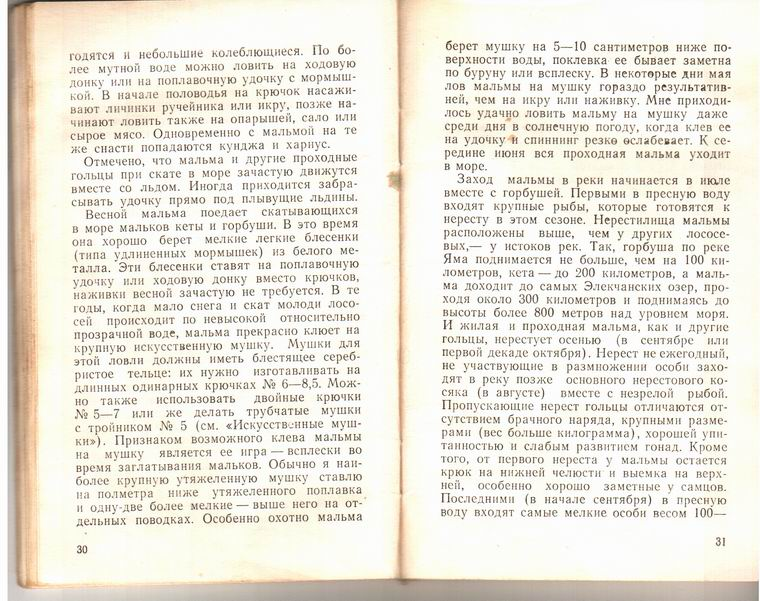 годятся и небольшие колеблющиеся. По бо-
лее мутной воде можно ловить на ходовую
донку или на поплавочную удочку с мормыш-
кой. В начале половодья на крючок насажи-
вают личинки ручейника или икру, позже на-
чинают ловить также на опарышей, сало или
сырое мясо. Одновременно с мальмой на те
же снасти попадаются кунджа и хариус.
Отмечено, что мальма и другие проходные
гольцы при скате в море зачастую движутся
вместе со льдом. Иногда приходится забра-
сывать удочку прямо под плывущие льдины.
Весной мальма поедает скатывающихся
в море мальков кеты и горбуши. В это время
она хорошо берет мелкие легкие блесенки
(типа удлиненных мормышек) из белого ме-
талла. Эти блесенки ставят на поплавочную
удочку или ходовую донку вместо крючков,
наживки весной зачастую не требуется. В те
годы, когда мало снега и скат молоди лосо-
сей происходит по невысокой относительно
прозрачной воде, мальма прекрасно клюет на
крупную искусственную мушку. Мушки для
этой ловли должны иметь блестящее сереб-
ристое тельце: их нужно изготавливать на
длинных одинарных крючках № 6—8,5. Мож-
но также использовать двойные крючки
№ 5—7 или же делать трубчатые мушки
с тройником № 5 (см. «Искусственные муш-
ки»). Признаком возможного клева мальмы
на мушку является ее игра — всплески во
время заглатывания мальков. Обычно я наи-
более крупную утяжеленную мушку ставлю
на полметра ниже утяжеленного поплавка
и одну-две более мелкие — выше него на от-
дельных поводках. Особенно охотно мальма
30
берет мушку на 5—10 сантиметров ниже по-
верхности воды, поклевка ее бывает заметна
по буруну или всплеску. В некоторые дни мая
лов мальмы на мушку гораздо результатив-
ней, чем на икру или наживку. Мне приходи-
лось удачно ловить мальму на мушку даже
среди дня в солнечную погоду, когда клев ее
на удочку и спиннинг резко ослабевает. К се-
редине июня вся проходная мальма уходит
в море.
Заход мальмы в реки начинается в июле
вместе с горбушей. Первыми в пресную воду
входят крупные рыбы, которые готовятся к
нересту в этом сезоне. Нерестилища мальмы
расположены выше, чем у других лососе-
вых,— у истоков рек. Так, горбуша по реке
Яма поднимается не больше, чем на 100 ки-
лометров, кета — до 200 километров, а маль-
ма доходит до самых Элекчанских озер, про-
ходя около 300 километров и поднимаясь до
высоты более 800 метров над уровнем моря.
И жилая и проходная мальма, как и другие
гольцы, нерестует осенью (в сентябре или
первой декаде октября). Нерест не ежегодный,
не участвующие в размножении особи захо-
дят в реку позже основного нерестового ко-
сяка (в августе) вместе с незрелой рыбой.
Пропускающие нерест гольцы отличаются от-
сутствием брачного наряда, крупными разме-
рами (вес больше килограмма), хорошей упи-
танностью и слабым развитием гонад. Кроме
того, от первого нереста у мальмы остается
крюк на нижней челюсти и выемка на верх-
ней, особенно хорошо заметные у самцов.
Последними (в начале сентября) в пресную
воду входят самые мелкие особи весом 100—
31